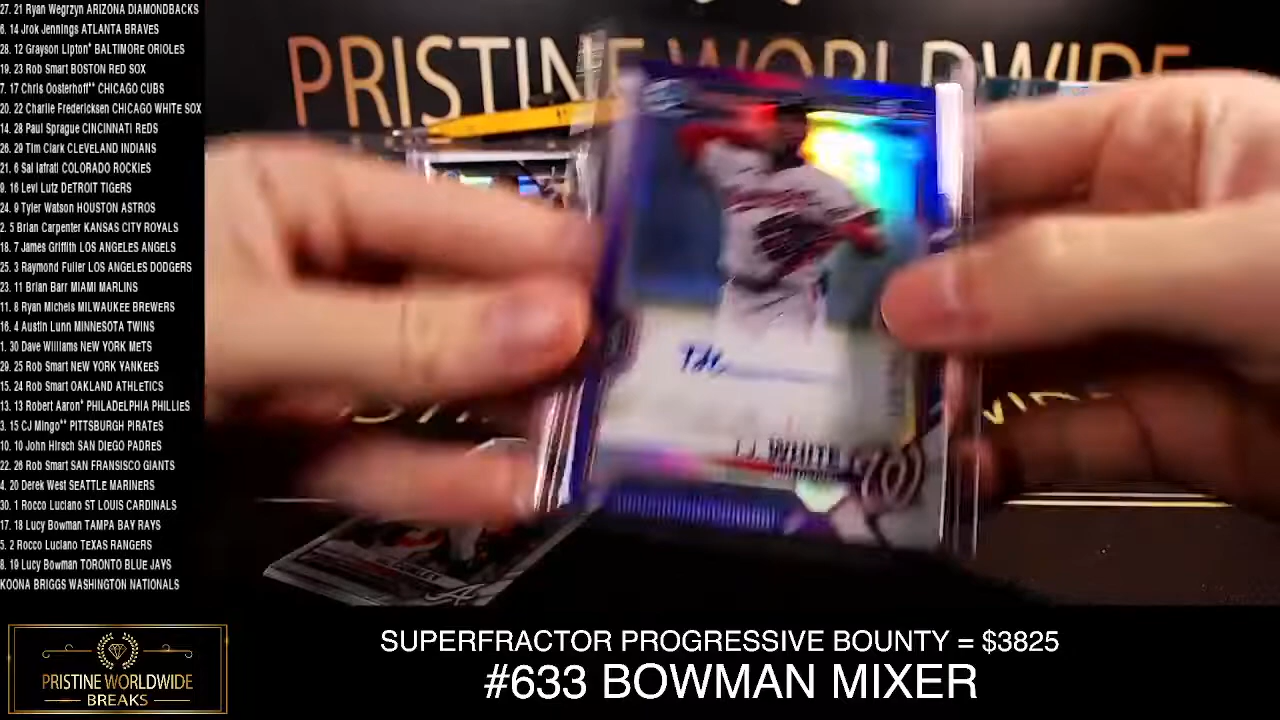 27. 21 Ryan Wegrzyn ARIZONA DIAMONDBACKS
6. 14 Jrok Jennings ATLANTA BRAVES
28. 12 Grayson Lipton* BALTIMORE ORIOLES
19. 23 Rob Smart BOSTON RED SOX
7. 17 Chris Oosterhoff** CHICAGO CUBS
20. 22 Charlie Fredericksen CHICAGO WHITE SOX
14. 28 Paul Sprague CINCINNATI REDS
26. 29 Tim Clark CLEVELAND INDIANS
21. 6 Sal Iafrati COLORADO ROCKIES
9. 16 Levi Lutz DETROIT TIGERS
24. 9 Tyler Watson HOUSTON ASTROS
2. 5 Brian Carpenter KANSAS CITY ROYALS
18. 7 James Griffith LOS ANGELES ANGELS
25. 3 Raymond Fuller LOS ANGELES DODGERS
23. 11 Brian Barr MIAMI MARLINS
11. 8 Ryan Michels MILWAUKEE BREWERS
16. 4 Austin Lunn MINNESOTA TWINS
1. 30 Dave Williams NEW YORK METS
29. 25 Rob Smart NEW YORK YANKEES
15. 24 Rob Smart OAKLAND ATHLETICS
13. 13 Robert Aaron* PHILADELPHIA PHILLIES
3. 15 CJ Mingo** PITTSBURGH PIRATES
10. 10 John Hirsch SAN DIEGO PADRES
22. 26 Rob Smart SAN FRANSISCO GIANTS
4. 20 Derek West SEATTLE MARINERS
30. 1 Rocco Luciano ST LOUIS CARDINALS
17. 18 Lucy Bowman TAMPA BAY RAYS
5. 2 Rocco Luciano TEXAS RANGERS
8. 19 Lucy Bowman TORONTO BLUE JAYS
KOONA BRIGGS WASHINGTON NATIONALS
PRISTINE WORLDWIDE
T.J. WHITE
PRISTINE WORLDWIDE
BREAKS
SUPERFRACTOR PROGRESSIVE BOUNTY = $3825
#633 BOWMAN MIXER